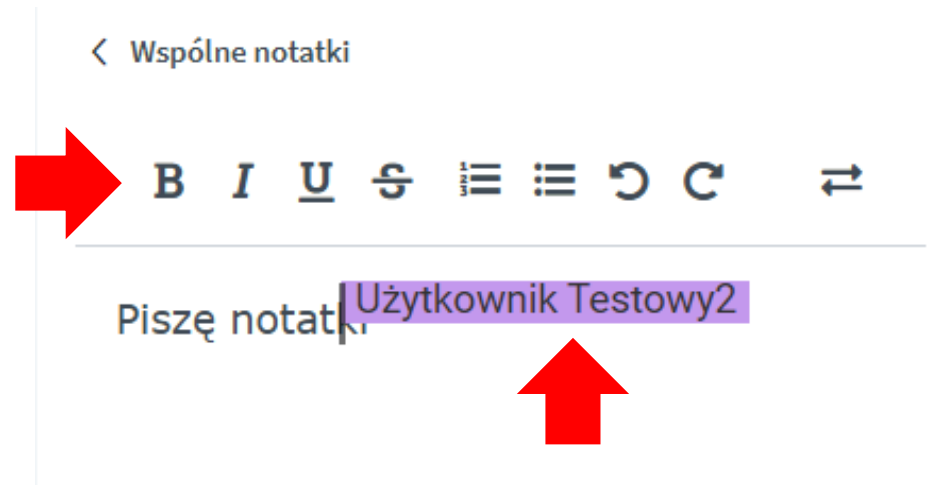 Wspólne notatki
B I U S
Piszę notatki
Użytkownik Testowy2